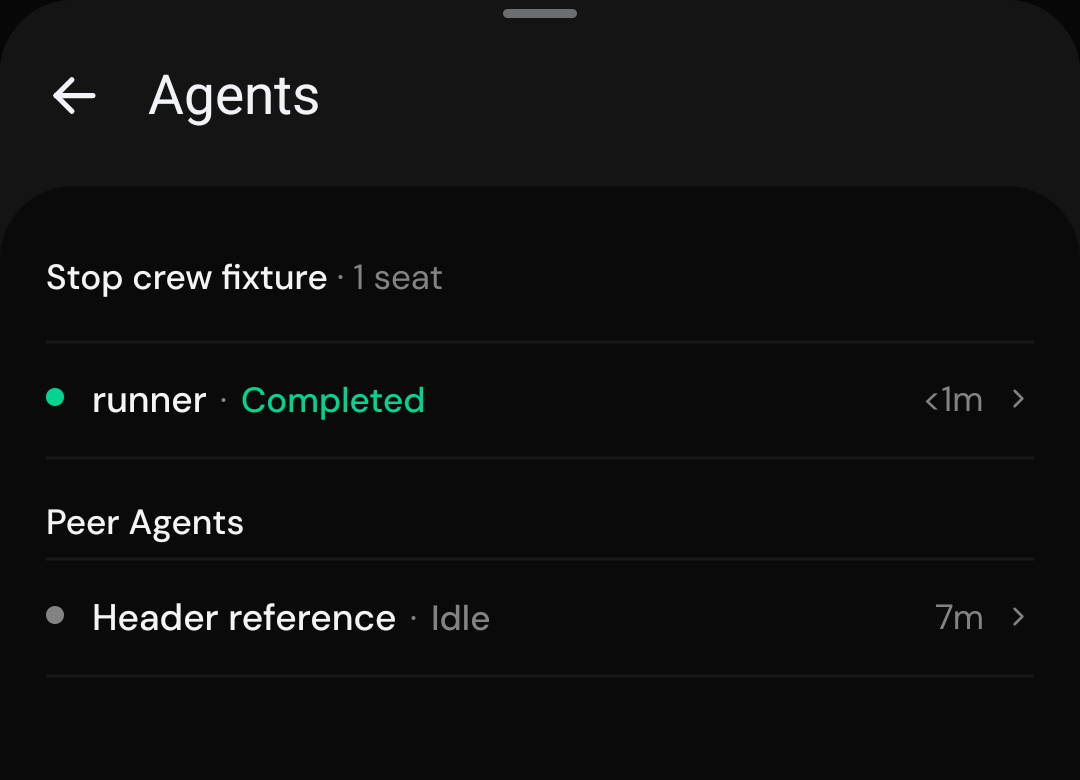 Agents
Stop crew fixture · 1 seat
runner · Completed <1m
Peer Agents
Header reference · Idle 7m